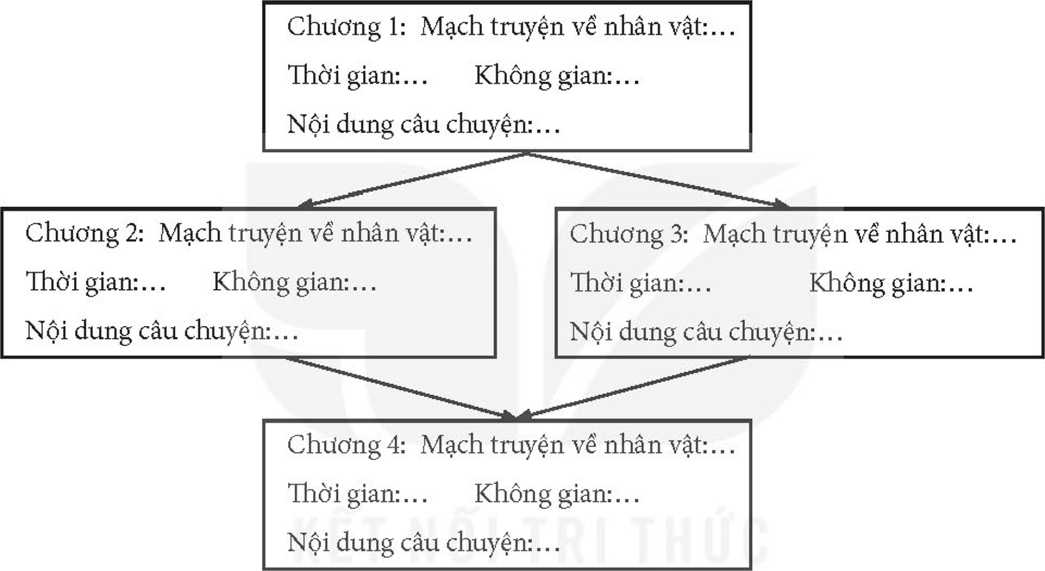 Chương 1: Mạch truyện về nhân vật:...
Thời gian:... Không gian:...
Nội dung câu chuyện:...
Chương 2: Mạch truyện về nhân vật:...
Thời gian:... Không gian:...
Nội dung câu chuyện:...
Chương 3: Mạch truyện về nhân vật:...
Thời gian:... Không gian:...
Nội dung câu chuyện:...
Chương 4: Mạch truyện về nhân vật:...
Thời gian:... Không gian:...
KẾT NỐI TRI THỨC
Nội dung câu chuyện:...